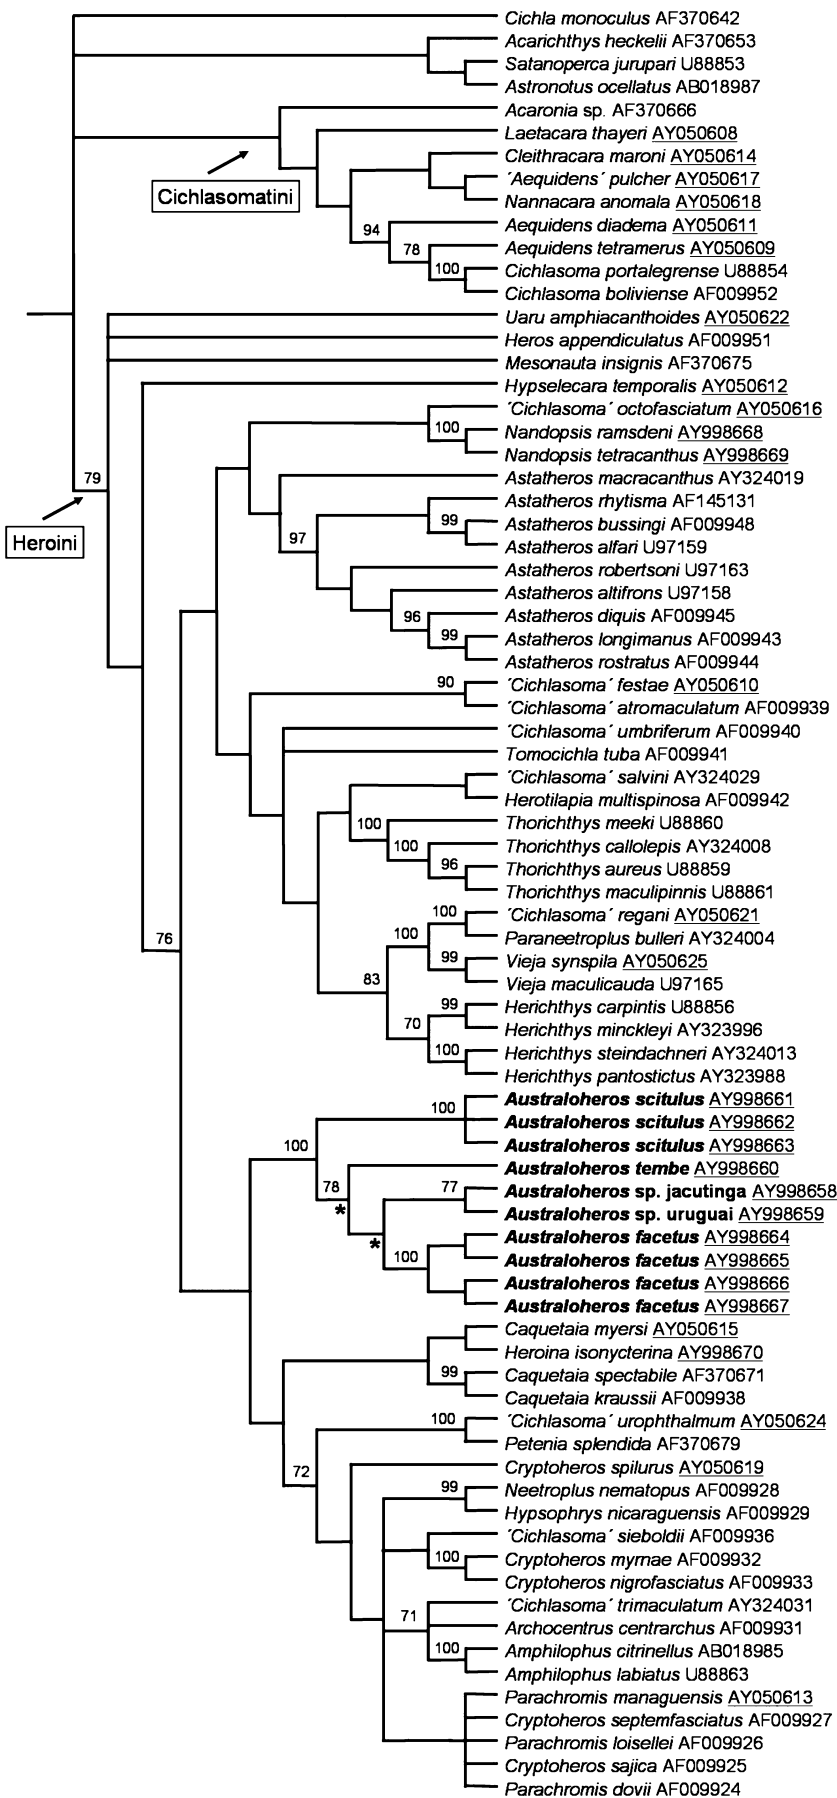 Cichla monoculus AF370642
Acarichthys heckelii AF370653
Satanoperca jurupari U88853
Astronotus ocellatus AB018987
Acaronia sp. AF370666
Laetacara thayeri AY050608
Cleithracara maroni AY050614
Cichlasomatini
´Aequidens´ pulcher AY050617
Nannacara anomala AY050618
94
Aequidens diadema AY050611
78
Aequidens tetramerus AY050609
100
Cichlasoma portalegrense U88854
Cichlasoma boliviense AF009952
Uaru amphiacanthoides AY050622
Heros appendiculatus AF009951
Mesonauta insignis AF370675
Hypselecara temporalis AY050612
´Cichlasoma´ octofasciatum AY050616
100
Nandopsis ramsdeni AY998668
Nandopsis tetracanthus AY998669
79
Astatheros macracanthus AY324019
Heroini
Astatheros rhytisma AF145131
99
Astatheros bussingi AF009948
97
Astatheros alfari U97159
Astatheros robertsoni U97163
Astatheros altifrons U97158
96
Astatheros diquis AF009945
99
Astatheros longimanus AF009943
Astatheros rostratus AF009944
90
´Cichlasoma´ festae AY050610
´Cichlasoma´ atromaculatum AF009939
´Cichlasoma´ umbriferum AF009940
Tomocichla tuba AF009941
´Cichlasoma´ salvini AY324029
Herotilapia multispinosa AF009942
100
Thorichthys meeki U88860
100
Thorichthys callolepis AY324008
96
Thorichthys aureus U88859
Thorichthys maculipinnis U88861
100
´Cichlasoma´ regani AY050621
100
Paraneetroplus bulleri AY324004
76
99
Vieja synspila AY050625
83
Vieja maculicauda U97165
99
Herichthys carpintis U88856
70
Herichthys minckleyi AY323996
100
Herichthys steindachneri AY324013
Herichthys pantostictus AY323988
100
Australoheros scitulus AY998661
Australoheros scitulus AY998662
100
Australoheros scitulus AY998663
Australoheros tembe AY998660
78
77
Australoheros sp. jacutinga AY998658
*
Australoheros sp. uruguai AY998659
*
Australoheros facetus AY998664
100
Australoheros facetus AY998665
Australoheros facetus AY998666
Australoheros facetus AY998667
Caquetaia myersi AY050615
Heroina isonycterina AY998670
99
Caquetaia spectabile AF370671
Caquetaia kraussii AF009938
100
´Cichlasoma´ urophthalmum AY050624
Petenia splendida AF370679
72
Cryptoheros spilurus AY050619
99
Neetroplus nematopus AF009928
Hypsophrys nicaraguensis AF009929
´Cichlasoma´ sieboldii AF009936
100
Cryptoheros myrnae AF009932
Cryptoheros nigrofasciatus AF009933
71
´Cichlasoma´ trimaculatum AY324031
Archocentrus centrarchus AF009931
100
Amphilophus citrinellus AB018985
Amphilophus labiatus U88863
Parachromis managuensis AY050613
Cryptoheros septemfasciatus AF009927
Parachromis loisellei AF009926
Cryptoheros sajica AF009925
Parachromis dovii AF009924